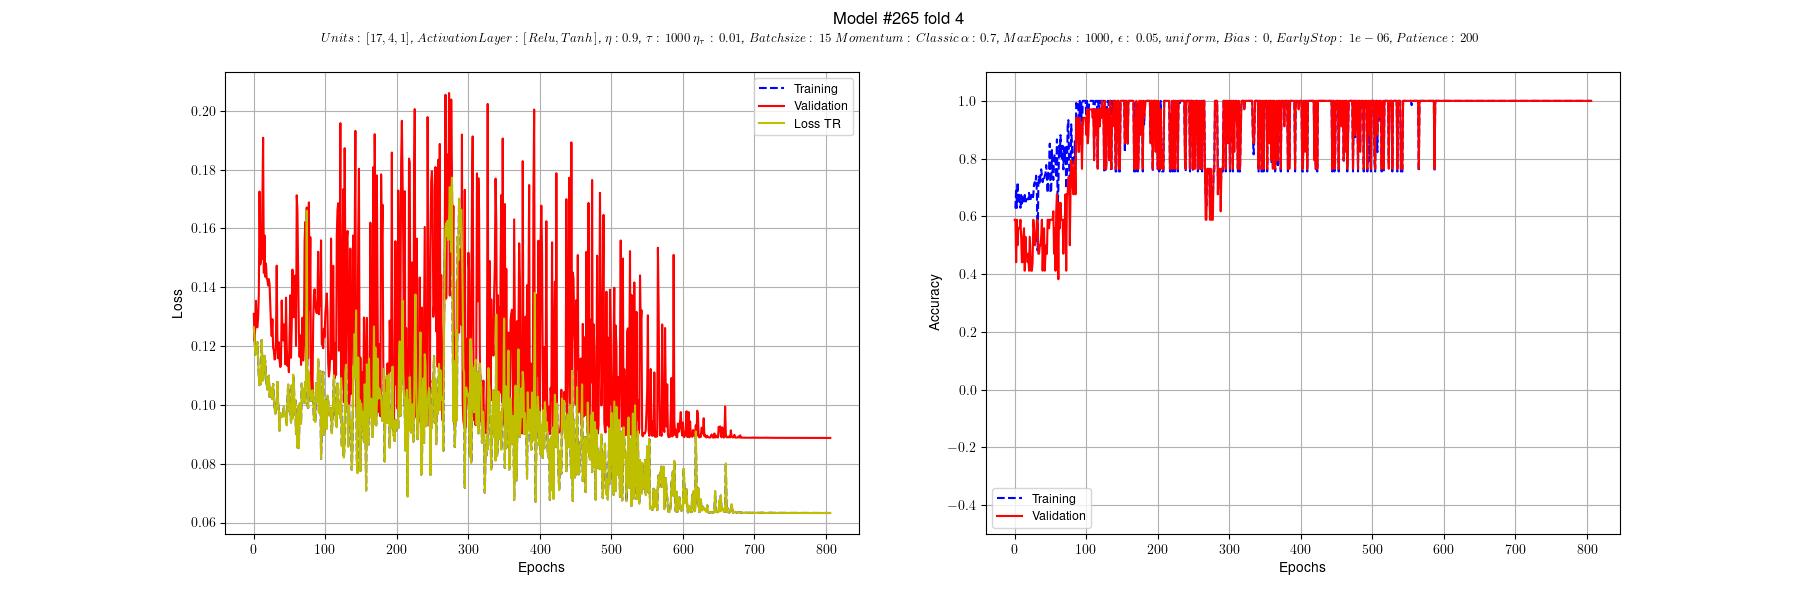 Model #265 fold 4
Units : [17, 4, 1], ActivationLayer : [Relu, Tanh], η : 0.9, τ : 1000 η_τ : 0.01, Batchsize : 15 Momentum : Classic α : 0.7, MaxEpochs : 1000, ϵ : 0.05, uniform, Bias : 0, EarlyStop : 1e − 06, Patience : 200
Training
Validation
Loss TR
0.20
0.18
0.16
0.14
0.12
0.10
0.08
0.06
Loss
0 100 200 300 400 500 600 700 800
Epochs
1.0
0.8
0.6
0.4
0.2
0.0
−0.2
−0.4
Accuracy
Training
Validation
0 100 200 300 400 500 600 700 800
Epochs